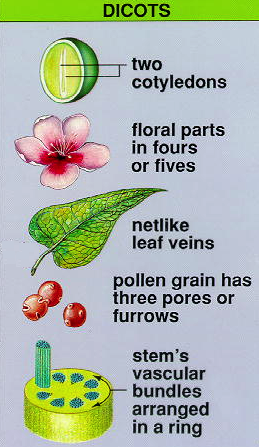 DICOTS
two
cotyledons
floral parts
in fours
or fives
netlike
leaf veins
pollen grain has
three pores or
furrows
stem's
vascular
bundles
arranged
in a ring